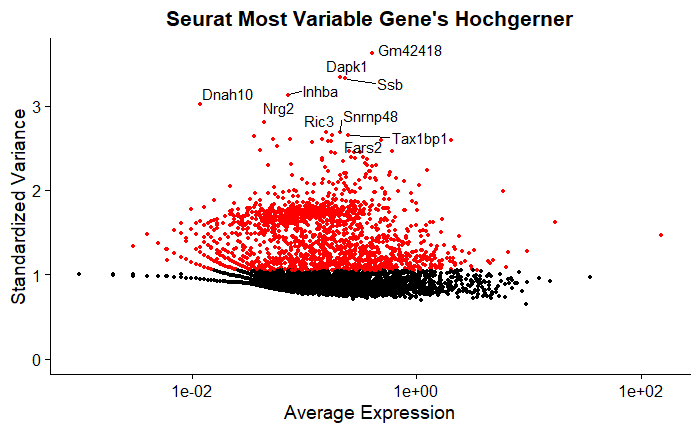 Seurat Most Variable Gene's Hochgerner
Gm42418
Dapk1
Ssb
Dnah10
Inhba
Nrg2
Ric3
Snrnp48
Tax1bp1
Fars2
3
2
1
0
Standardized Variance
1e-02
1e+00
1e+02
Average Expression